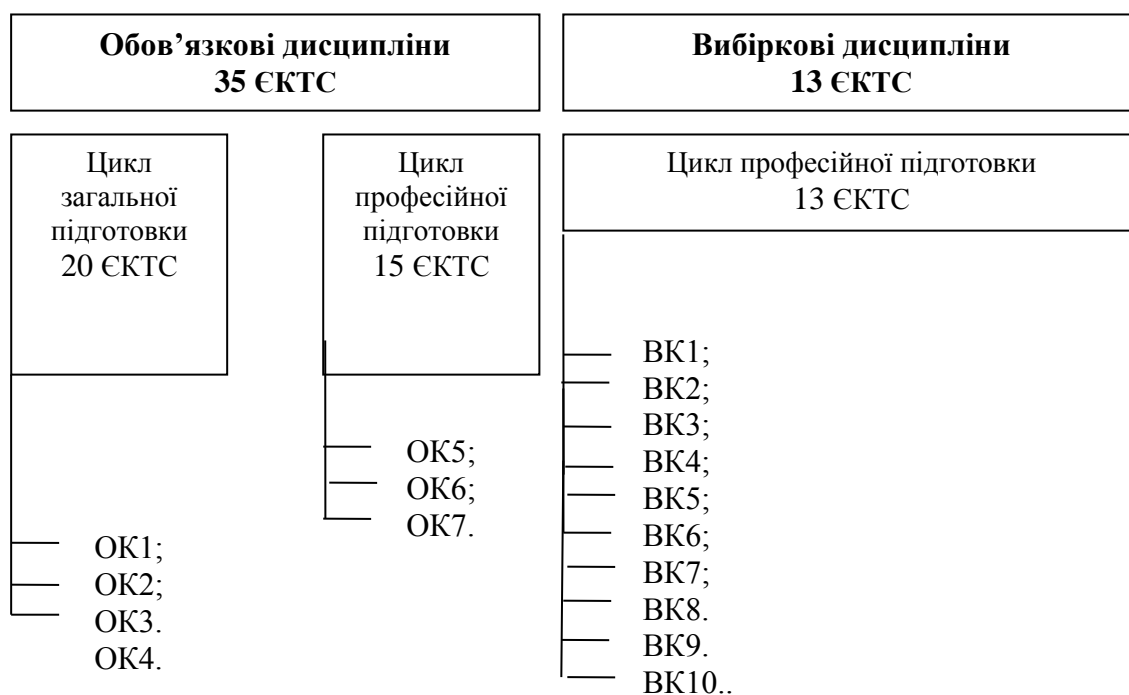 Обов’язкові дисципліни
35 ЄКТС
Вибіркові дисципліни
13 ЄКТС
Цикл
загальної
підготовки
20 ЄКТС
Цикл
професійної
підготовки
15 ЄКТС
Цикл професійної підготовки
13 ЄКТС
ОК1;
ОК2;
ОК3.
ОК4.
ОК5;
ОК6;
ОК7.
ВК1;
ВК2;
ВК3;
ВК4;
ВК5;
ВК6;
ВК7;
ВК8.
ВК9.
ВК10..